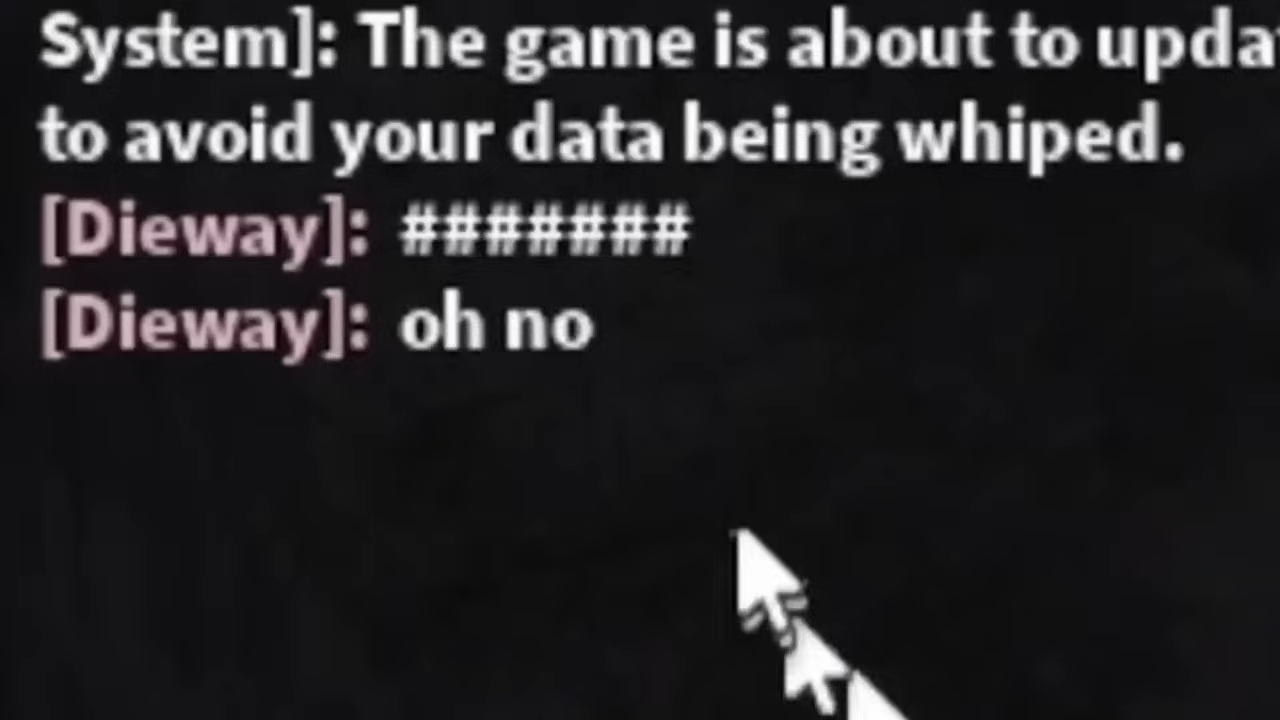 System]: The game is about to upda
to avoid your data being whiped.
[Dieway]: #######
[Dieway]: oh no